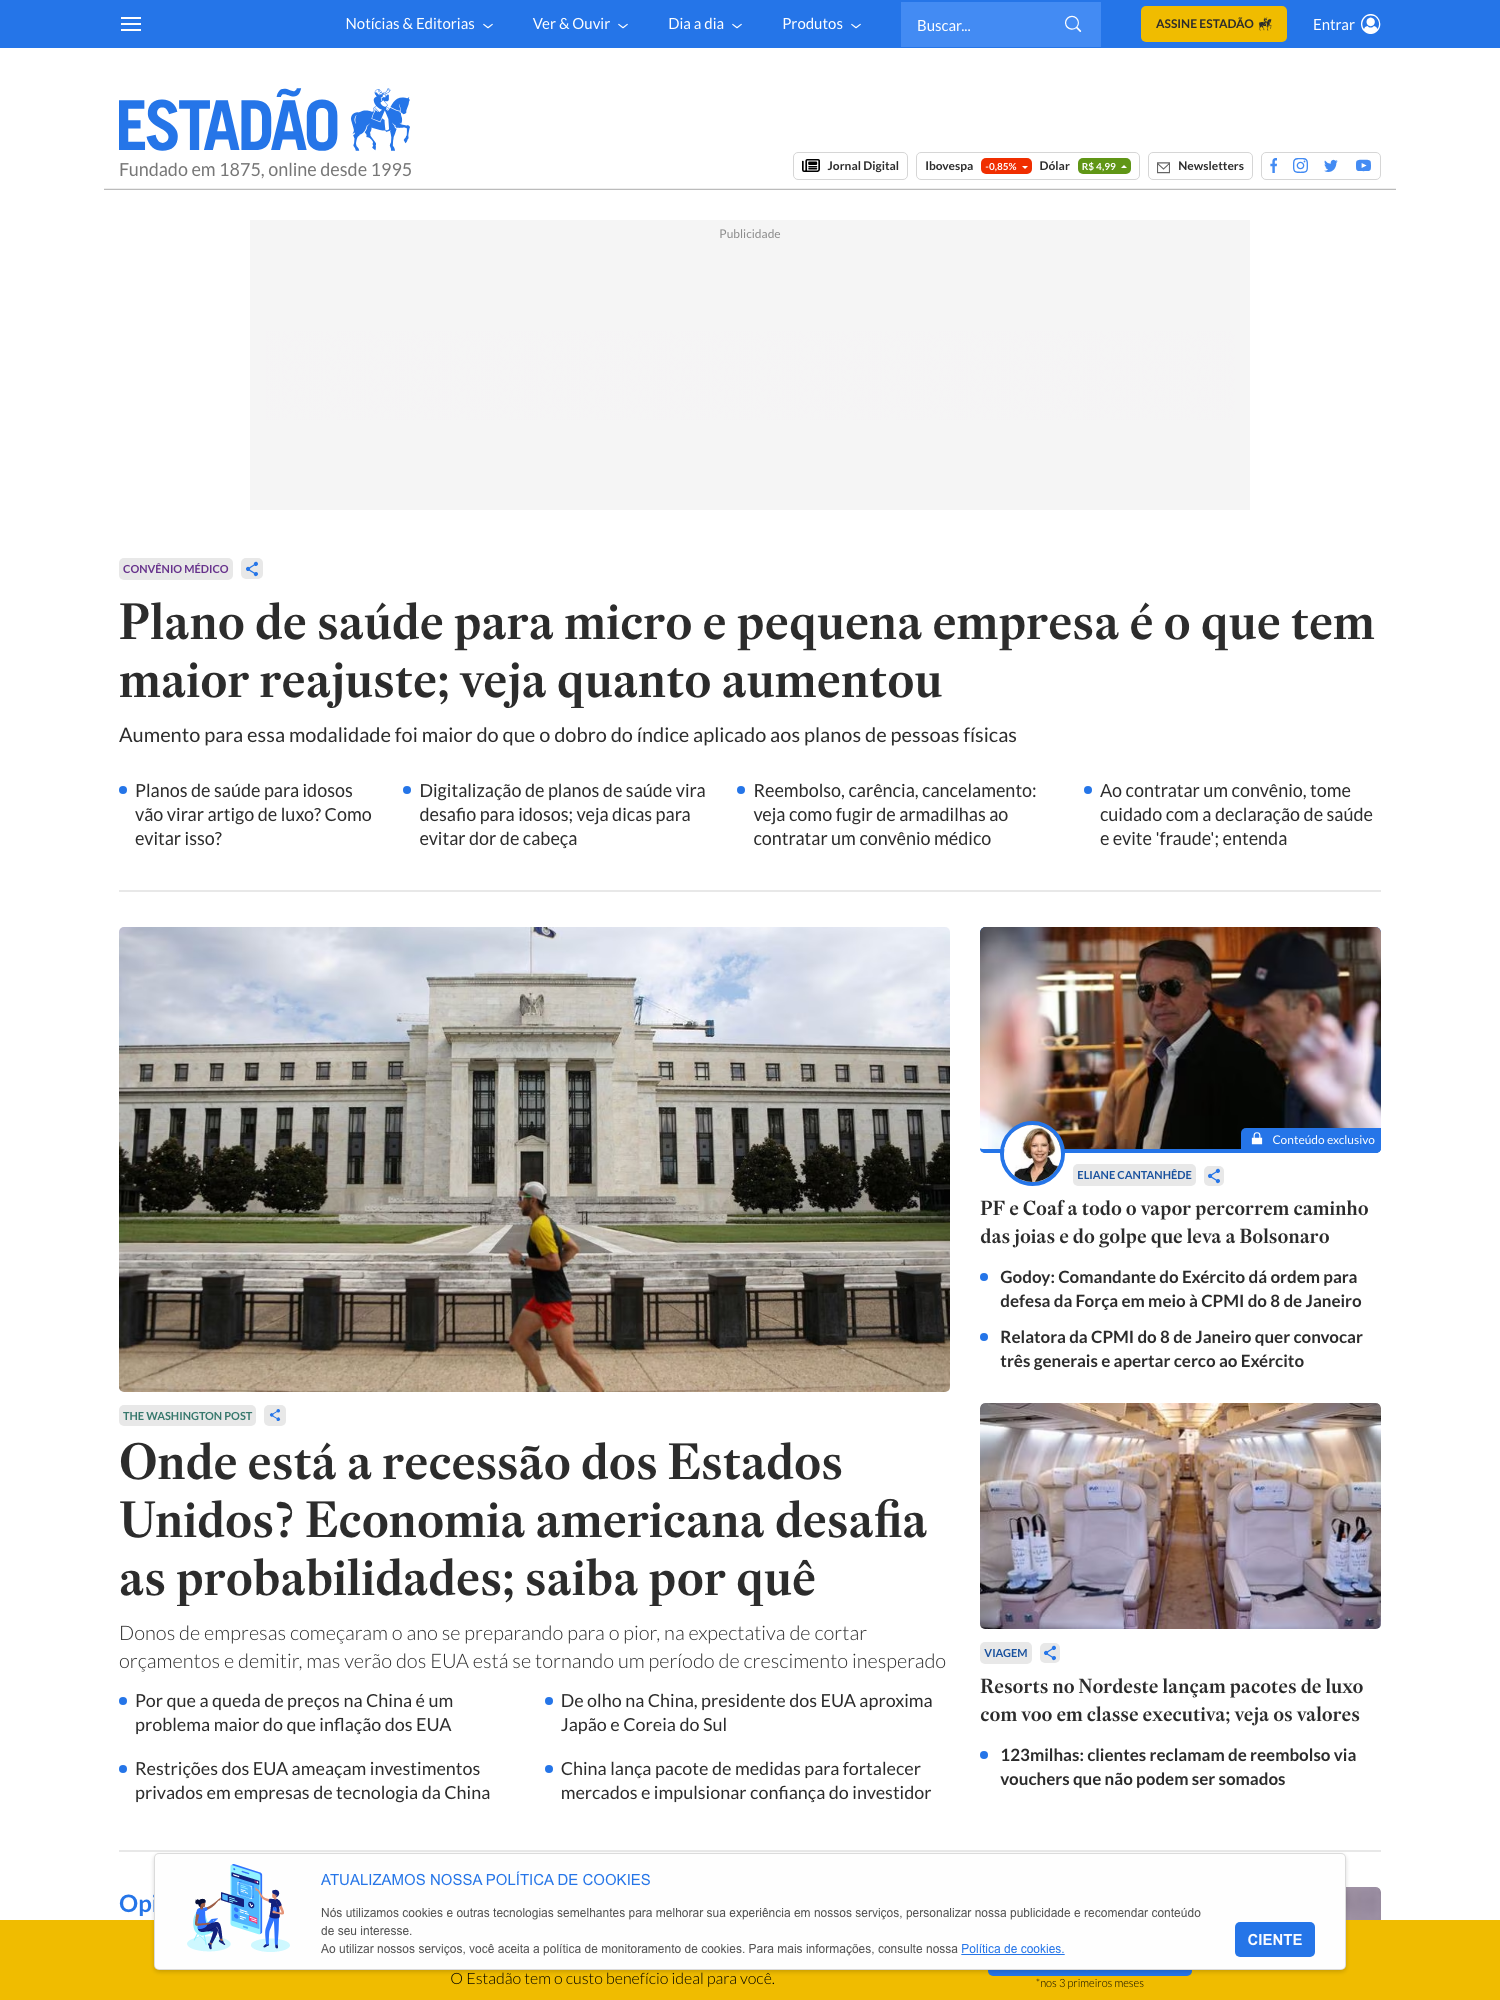 Notícias & Editorias
Ver & Ouvir
Dia a dia
Produtos
Buscar...
ASSINE ESTADÃO
Entrar
ESTADÃO
Fundado em 1875, online desde 1995
Jornal Digital
Ibovespa -0,85% Dólar R$ 4,99
Newsletters
Publicidade
CONVÊNIO MÉDICO
Plano de saúde para micro e pequena empresa é o que tem
maior reajuste; veja quanto aumentou
Aumento para essa modalidade foi maior do que o dobro do índice aplicado aos planos de pessoas físicas
Planos de saúde para idosos
vão virar artigo de luxo? Como
evitar isso?
Digitalização de planos de saúde vira
desafio para idosos; veja dicas para
evitar dor de cabeça
Reembolso, carência, cancelamento:
veja como fugir de armadilhas ao
contratar um convênio médico
Ao contratar um convênio, tome
cuidado com a declaração de saúde
e evite 'fraude'; entenda
THE WASHINGTON POST
Onde está a recessão dos Estados
Unidos? Economia americana desafia
as probabilidades; saiba por quê
Donos de empresas começaram o ano se preparando para o pior, na expectativa de cortar
orçamentos e demitir, mas verão dos EUA está se tornando um período de crescimento inesperado
Por que a queda de preços na China é um
problema maior do que inflação dos EUA
De olho na China, presidente dos EUA aproxima
Japão e Coreia do Sul
Restrições dos EUA ameaçam investimentos
privados em empresas de tecnologia da China
China lança pacote de medidas para fortalecer
mercados e impulsionar confiança do investidor
Conteúdo exclusivo
ELIANE CANTANHÊDE
PF e Coaf a todo o vapor percorrem caminho
das joias e do golpe que leva a Bolsonaro
Godoy: Comandante do Exército dá ordem para
defesa da Força em meio à CPMI do 8 de Janeiro
Relatora da CPMI do 8 de Janeiro quer convocar
três generais e apertar cerco ao Exército
VIAGEM
Resorts no Nordeste lançam pacotes de luxo
com voo em classe executiva; veja os valores
123milhas: clientes reclamam de reembolso via
vouchers que não podem ser somados
ATUALIZAMOS NOSSA POLÍTICA DE COOKIES
Nós utilizamos cookies e outras tecnologias semelhantes para melhorar sua experiência em nossos serviços, personalizar nossa publicidade e recomendar conteúdo
de seu interesse.
Ao utilizar nossos serviços, você aceita a política de monitoramento de cookies. Para mais informações, consulte nossa Política de cookies.
CIENTE
O Estadão tem o custo benefício ideal para você.
*nos 3 primeiros meses